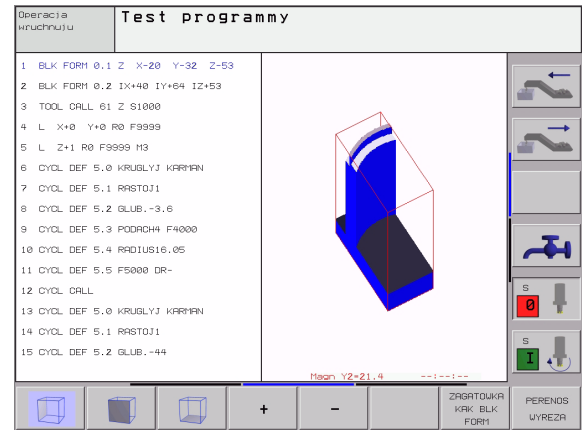 Operacja
wruchnuju
Test programmy
1 BLK FORM 0.1 Z X-20 Y-32 Z-53
2 BLK FORM 0.2 IX+40 IY+64 IZ+53
3 TOOL CALL 61 Z S1000
4 L X+0 Y+0 R0 F9999
5 L Z+1 R0 F9999 M3
6 CYCL DEF 5.0 KRUGLYJ KARMAN
7 CYCL DEF 5.1 RASTOJ1
8 CYCL DEF 5.2 GLUB.-3.6
9 CYCL DEF 5.3 PODACH4 F4000
10 CYCL DEF 5.4 RADIUS16.05
11 CYCL DEF 5.5 F5000 DR-
12 CYCL CALL
13 CYCL DEF 5.0 KRUGLYJ KARMAN
14 CYCL DEF 5.1 RASTOJ1
15 CYCL DEF 5.2 GLUB.-44
Magn Y2=21.4 --:--:--
S
0
S
I
+
-
ZAGATOWKA
KAK BLK
FORM
PERENOS
WYREZA